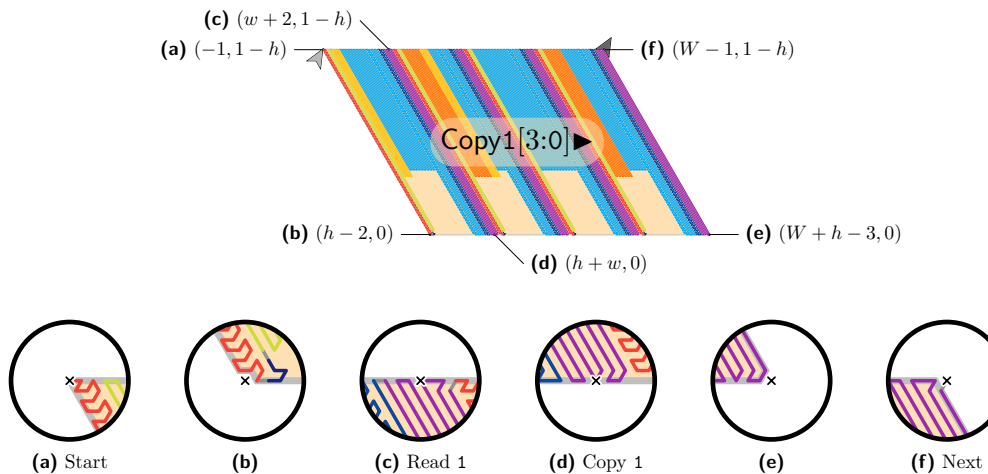 (c) (w + 2, 1 − h)
(a) (−1, 1 − h)
(f) (W − 1, 1 − h)
Copy1[3:0]▶
(b) (h − 2, 0)
(e) (W + h − 3, 0)
(d) (h + w, 0)
(a) Start
(b)
(c) Read 1
(d) Copy 1
(e)
(f) Next